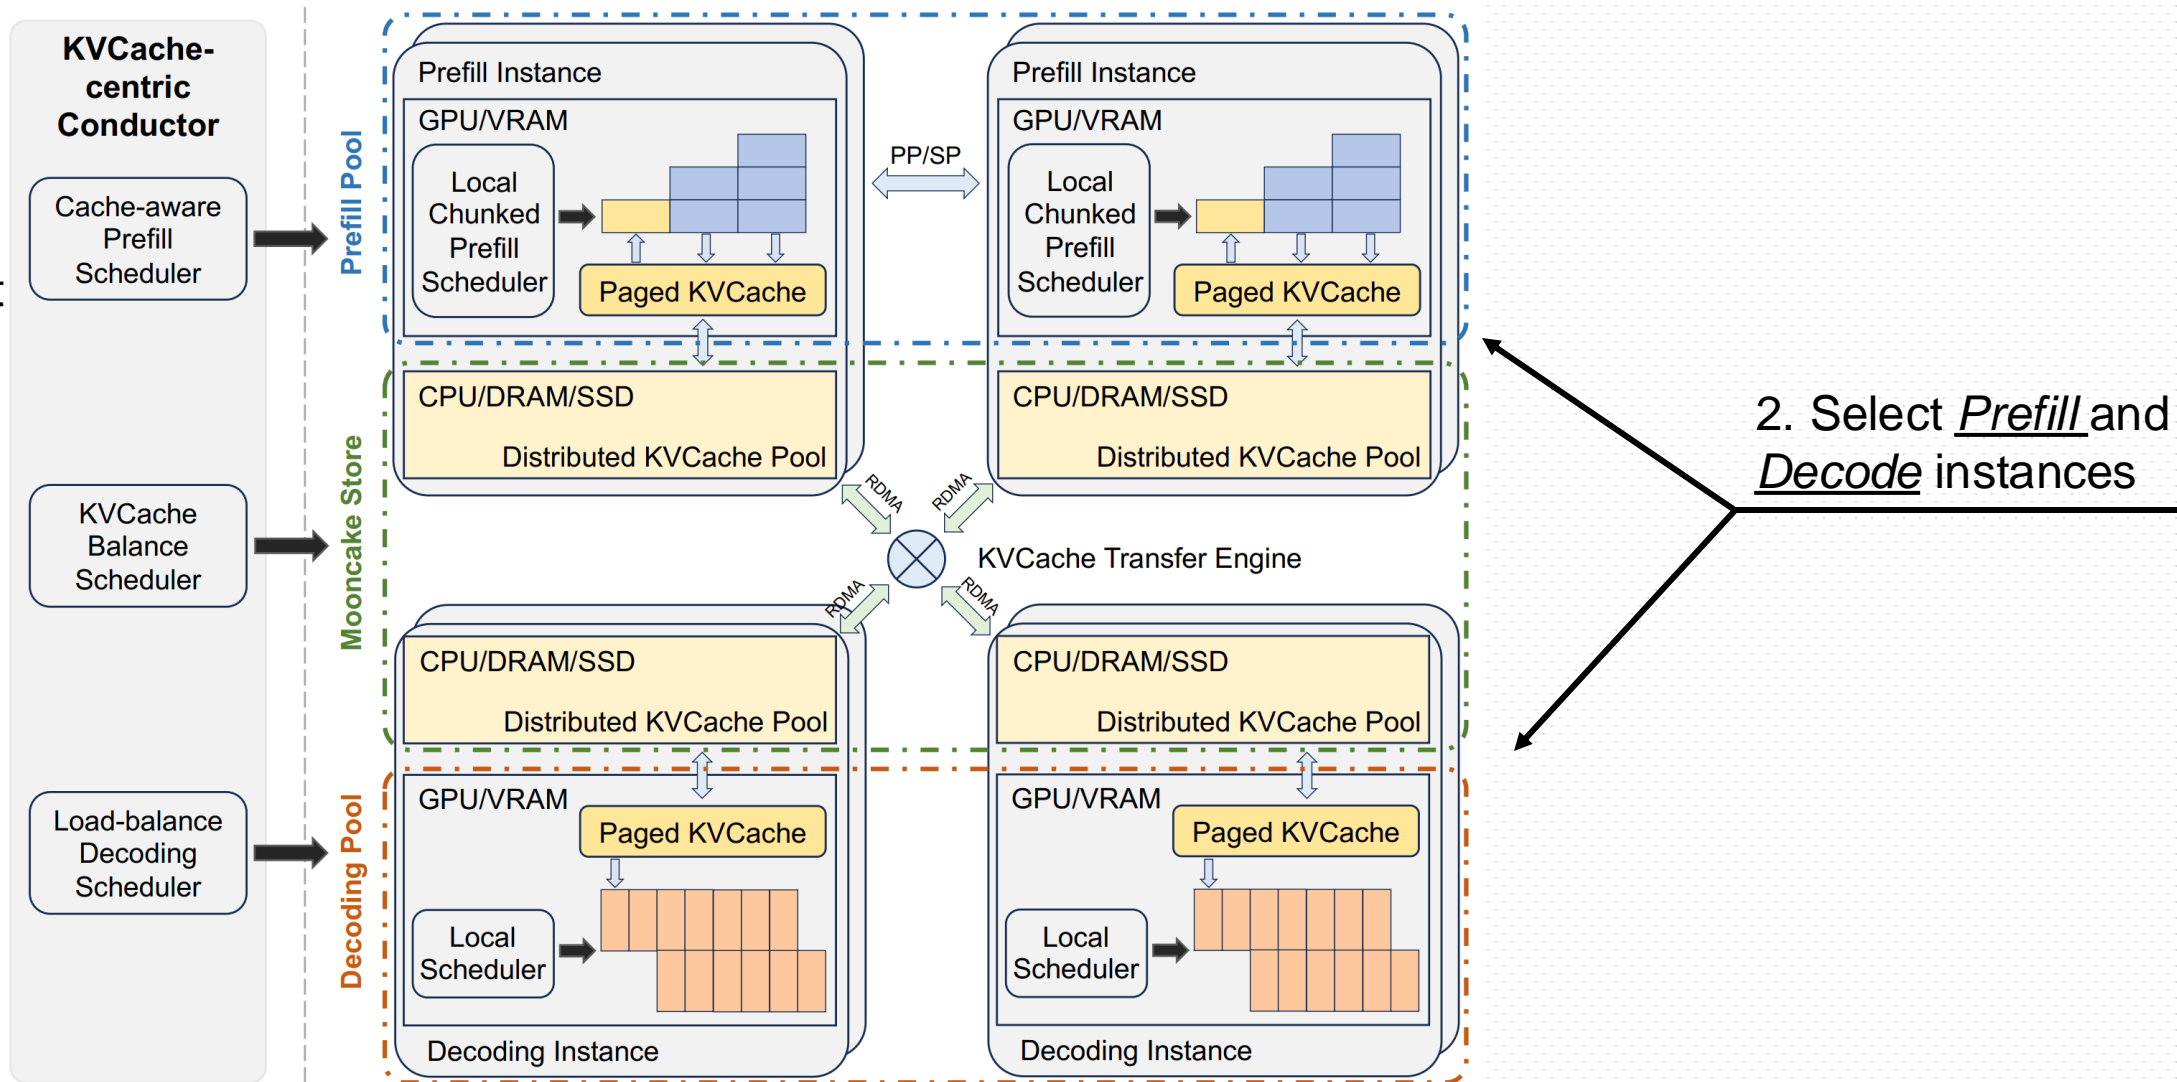 KVCache-
centric
Conductor
Cache-aware
Prefill
Scheduler
KVCache
Balance
Scheduler
Load-balance
Decoding
Scheduler
Prefill Pool
Mooncake Store
Decoding Pool
Prefill Instance
GPU/VRAM
Local
Chunked
Prefill
Scheduler
Paged KVCache
CPU/DRAM/SSD
Distributed KVCache Pool
PP/SP
Prefill Instance
GPU/VRAM
Local
Chunked
Prefill
Scheduler
Paged KVCache
CPU/DRAM/SSD
Distributed KVCache Pool
RDMA
RDMA
KVCache Transfer Engine
RDMA
RDMA
CPU/DRAM/SSD
Distributed KVCache Pool
GPU/VRAM
Paged KVCache
Local
Scheduler
Decoding Instance
CPU/DRAM/SSD
Distributed KVCache Pool
GPU/VRAM
Paged KVCache
Local
Scheduler
Decoding Instance
2. Select Prefill and
Decode instances